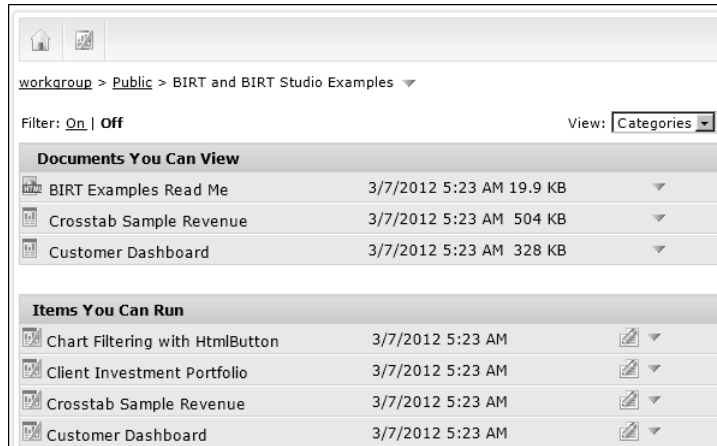 workgroup > Public > BIRT and BIRT Studio Examples
Filter: On | Off View: Categories
Documents You Can View
BIRT Examples Read Me 3/7/2012 5:23 AM 19.9 KB
Crosstab Sample Revenue 3/7/2012 5:23 AM 504 KB
Customer Dashboard 3/7/2012 5:23 AM 328 KB
Items You Can Run
Chart Filtering with HtmlButton 3/7/2012 5:23 AM
Client Investment Portfolio 3/7/2012 5:23 AM
Crosstab Sample Revenue 3/7/2012 5:23 AM
Customer Dashboard 3/7/2012 5:23 AM